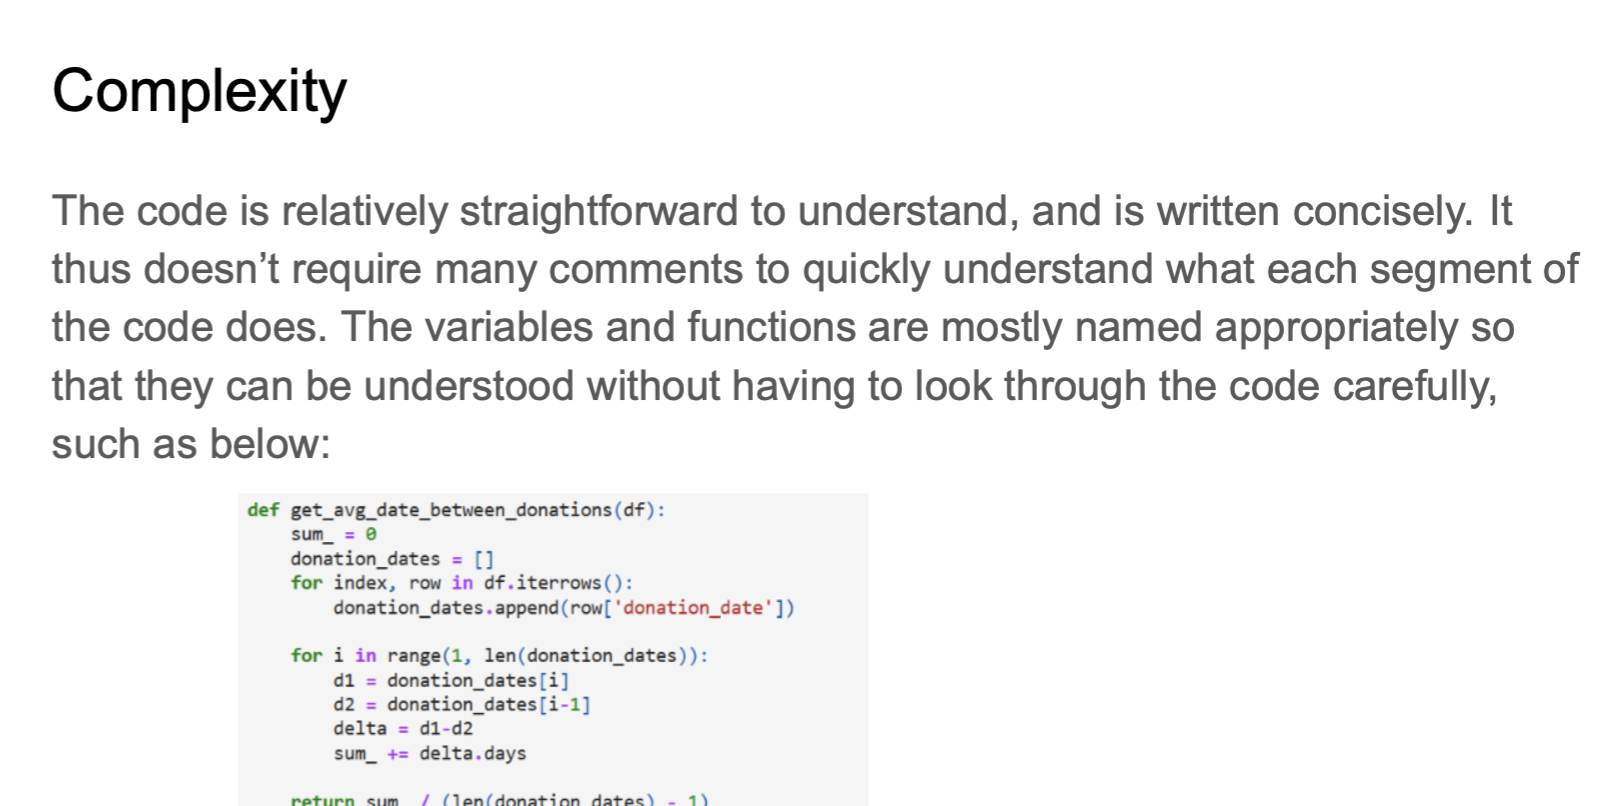 Complexity
The code is relatively straightforward to understand, and is written concisely. It
thus doesn’t require many comments to quickly understand what each segment of
the code does. The variables and functions are mostly named appropriately so
that they can be understood without having to look through the code carefully,
such as below:
def get_avg_date_between_donations(df):
    sum_ = 0
    donation_dates = []
    for index, row in df.iterrows():
        donation_dates.append(row['donation_date'])
    for i in range(1, len(donation_dates)):
        d1 = donation_dates[i]
        d2 = donation_dates[i-1]
        delta = d1-d2
        sum_ += delta.days
    return sum_ / (len(donation_dates) - 1)